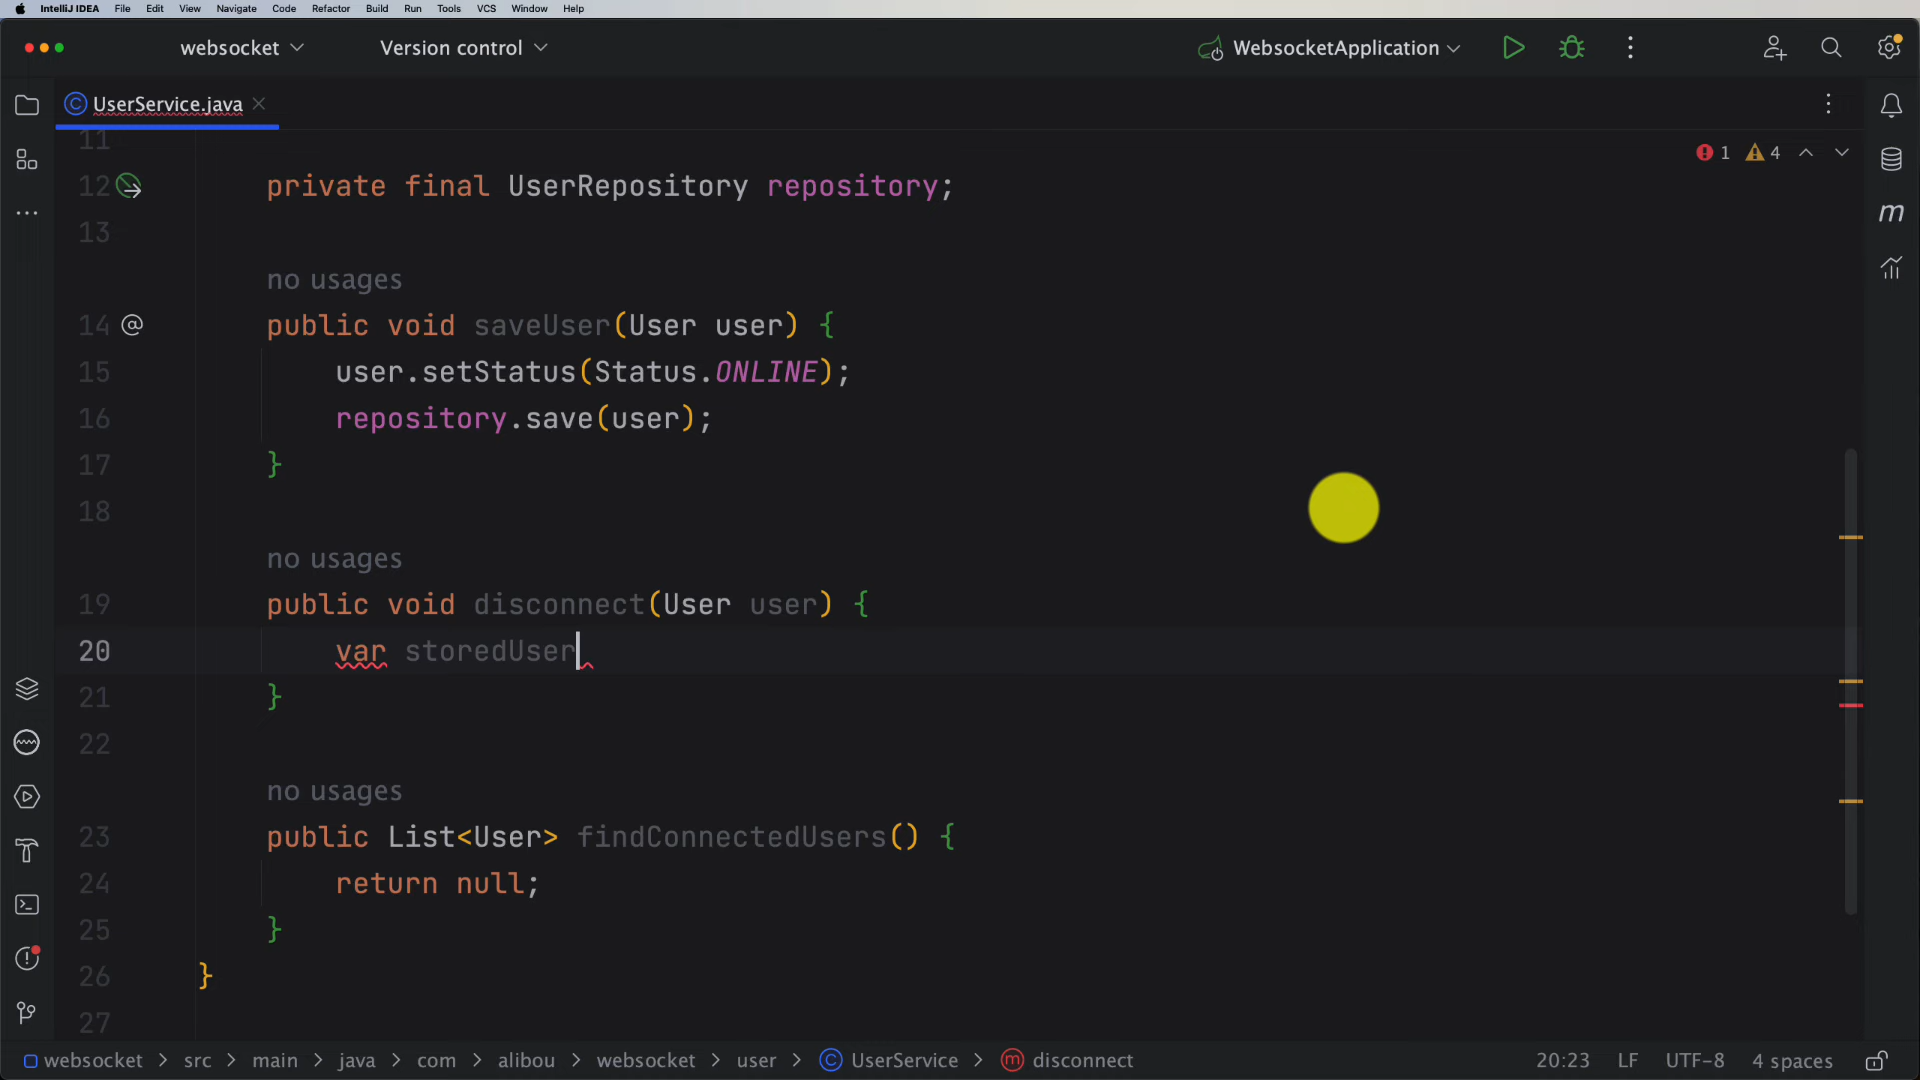 IntelliJ IDEA File Edit View Navigate Code Refactor Build Run Tools VCS Window Help
websocket Version control WebsocketApplication
UserService.java
11
1 4
12 private final UserRepository repository;
13
no usages
14 @ public void saveUser(User user) {
15 user.setStatus(Status.ONLINE);
16 repository.save(user);
17 }
18
no usages
19 public void disconnect(User user) {
20 var storedUser
21 }
22
no usages
23 public List<User> findConnectedUsers() {
24 return null;
25 }
26 }
27
websocket > src > main > java > com > alibou > websocket > user > UserService > disconnect 20:23 LF UTF-8 4 spaces